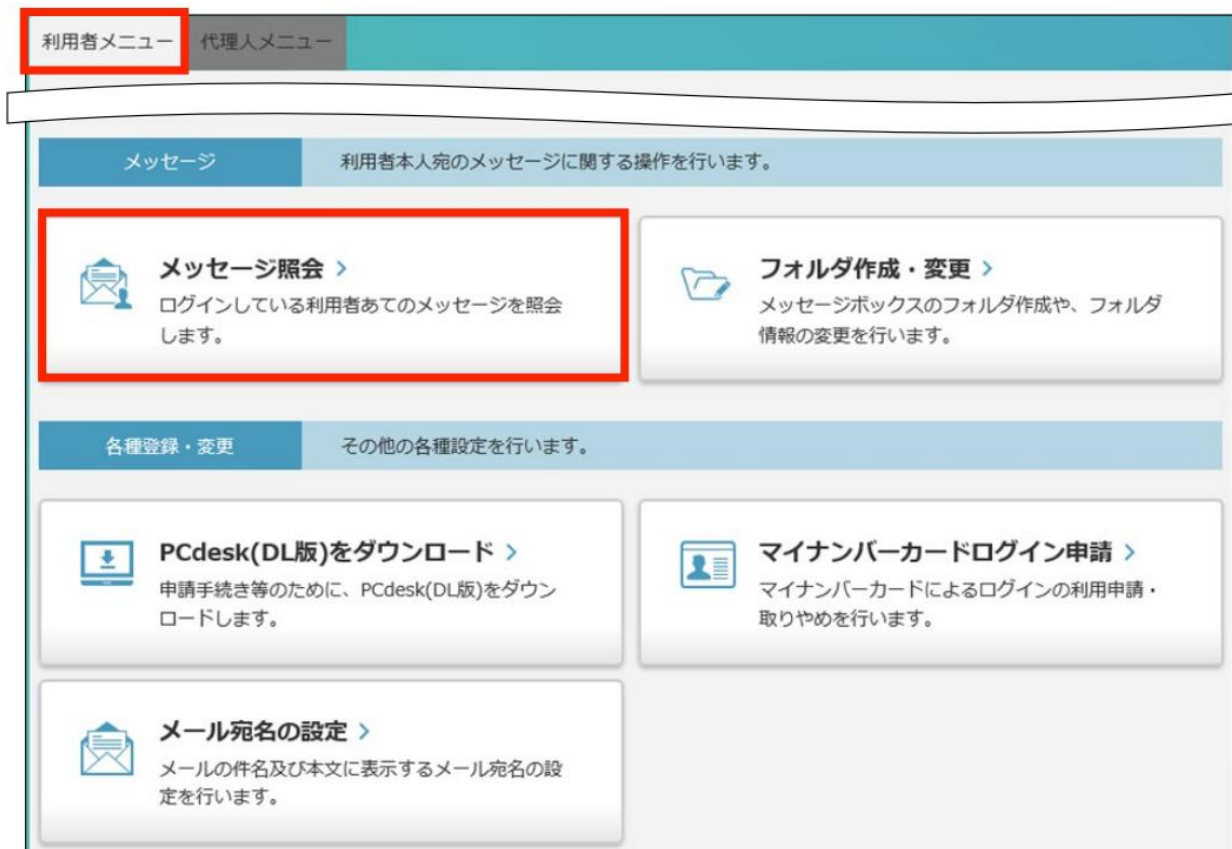 利用者メニュー 代理人メニュー
メッセージ 利用者本人宛のメッセージに関する操作を行います。
メッセージ照会 >
ログインしている利用者あてのメッセージを照会
します。
フォルダ作成・変更 >
メッセージボックスのフォルダ作成や、フォルダ
情報の変更を行います。
各種登録・変更 その他の各種設定を行います。
PCdesk(DL版)をダウンロード >
申請手続き等のために、PCdesk(DL版)をダウン
ロードします。
マイナンバーカードログイン申請 >
マイナンバーカードによるログインの利用申請・
取りやめを行います。
メール宛名の設定 >
メールの件名及び本文に表示するメール宛名の設
定を行います。